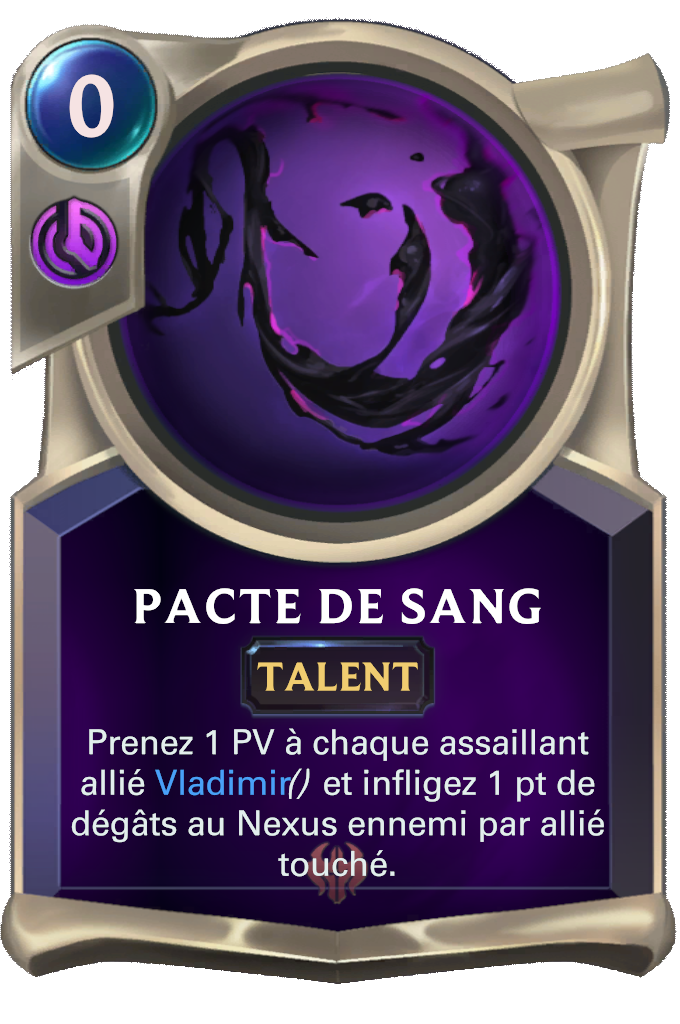 0
PACTE DE SANG
TALENT
Prenez 1 PV à chaque assaillant
allié Vladimir() et infligez 1 pt de
dégâts au Nexus ennemi par allié
touché.